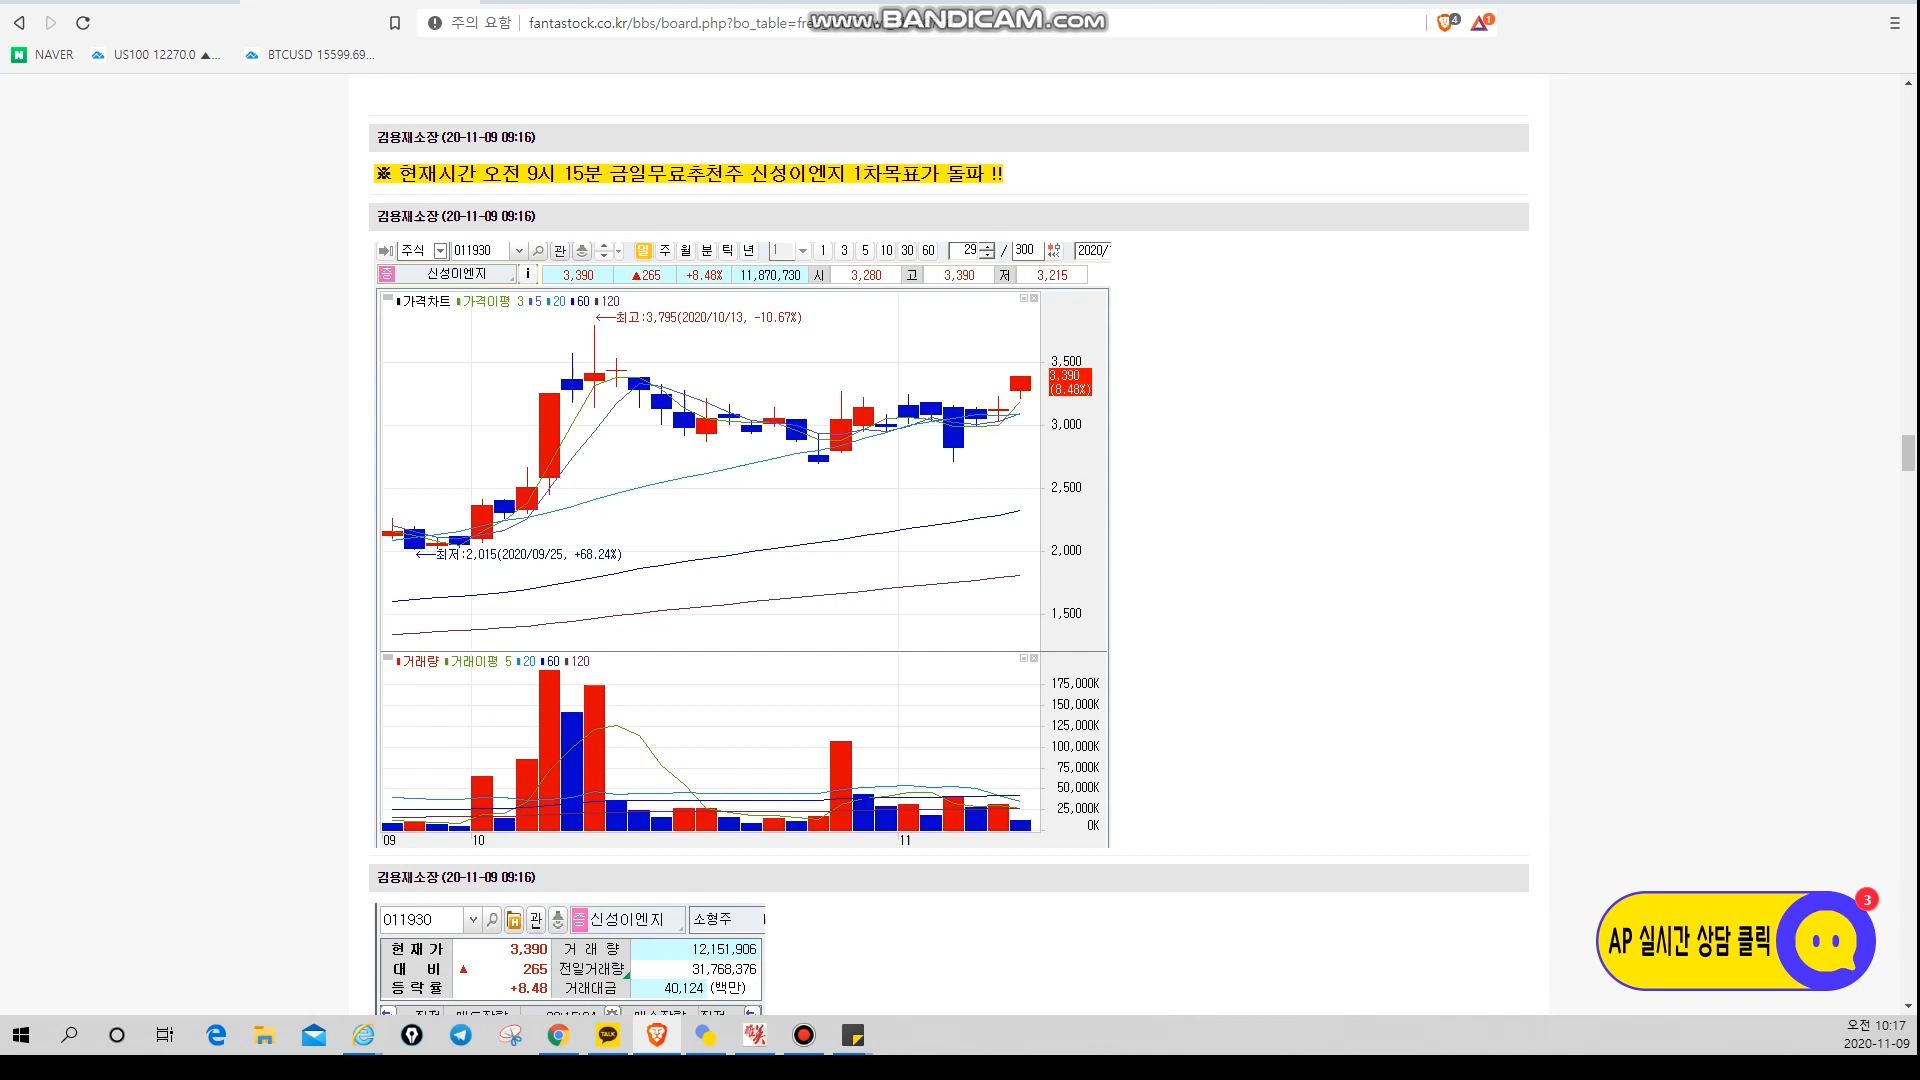 주의 요함 fantastock.co.kr/bbs/board.php?bo_table=fre
www.BANDICAM.com
4
1
NAVER US100 12270.0 ▲... BTCUSD 15599.69...
김용재소장 (20-11-09 09:16)
※ 현재시간 오전 9시 15분 금일무료추천주 신성이엔지 1차목표가 돌파 !!
김용재소장 (20-11-09 09:16)
주식 011930 관 일 주 월 분 틱 년 1 1 3 5 10 30 60 29 / 300 2020/
증 신성이엔지 i 3,390 ▲265 +8.48% 11,870,730 시 3,280 고 3,390 저 3,215
가격차트 가격이평 3 5 20 60 120
←최고:3,795(2020/10/13, -10.67%)
3,500
3,390
(8.48%)
3,000
2,500
2,000
←최저:2,015(2020/09/25, +68.24%)
1,500
거래량 거래이평 5 20 60 120
175,000K
150,000K
125,000K
100,000K
75,000K
50,000K
25,000K
0K
09 10 11
김용재소장 (20-11-09 09:16)
011930 관 증 신성이엔지 소형주
현재가 3,390 거래량 12,151,906
대비 ▲ 265 전일거래량 31,768,376
등락률 +8.48 거래대금 40,124 (백만)
AP 실시간 상담 클릭
3
TALK
오전 10:17
2020-11-09